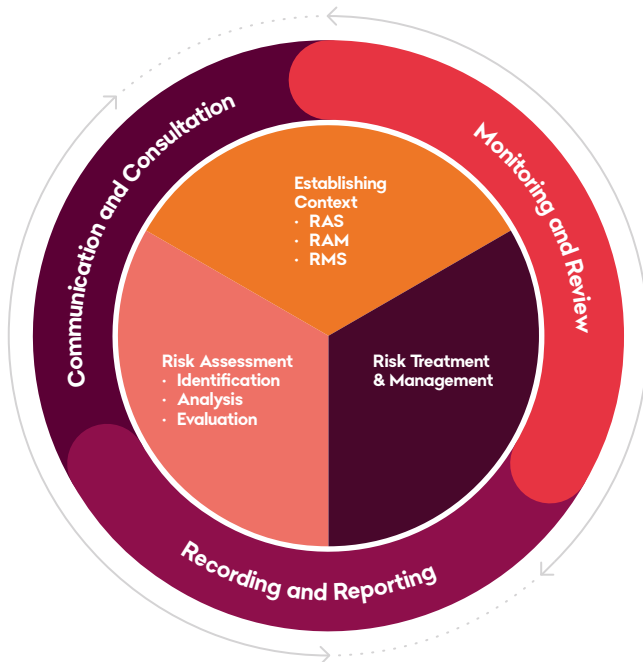 Communication and Consultation
Monitoring and Review
Establishing
Context
· RAS
· RAM
· RMS
Risk Assessment
· Identification
· Analysis
· Evaluation
Risk Treatment
& Management
Recording and Reporting